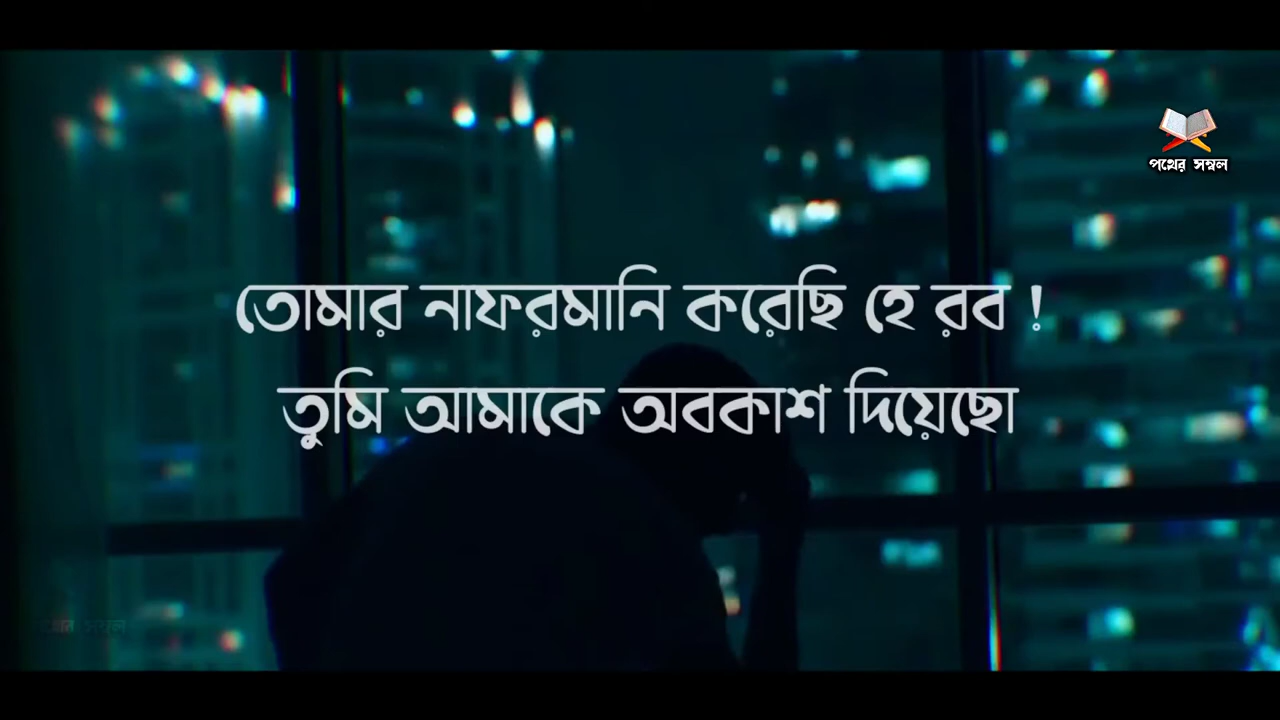 পথের সম্বল
তোমার নাফরমানি করেছি হে রব !
তুমি আমাকে অবকাশ দিয়েছো